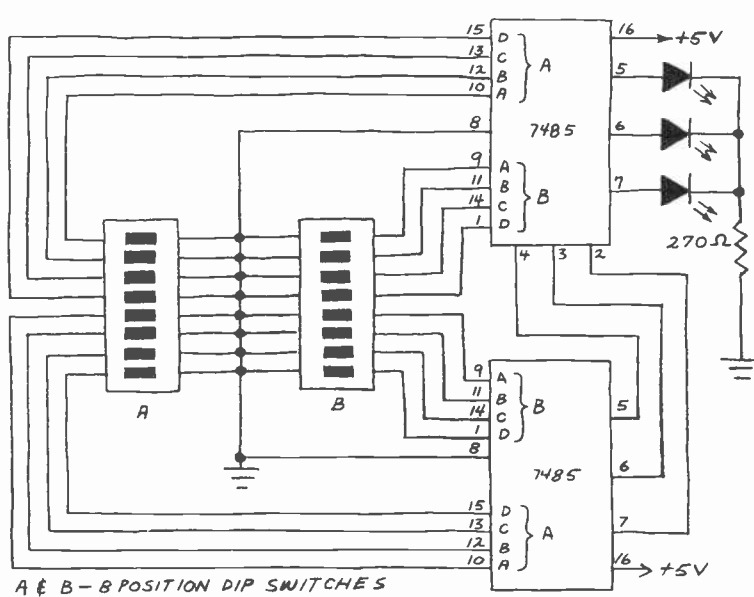 15 D
13 C
12 B
10 A
A
8
7485
9 A
11 B
14 C
1 D
B
16 +5V
5
6
7
270Ω
4 3 2
A
B
9 A
11 B
14 C
1 D
B
8
7485
15 D
13 C
12 B
10 A
A
5
6
7
16 +5V
A & B - 8 POSITION DIP SWITCHES